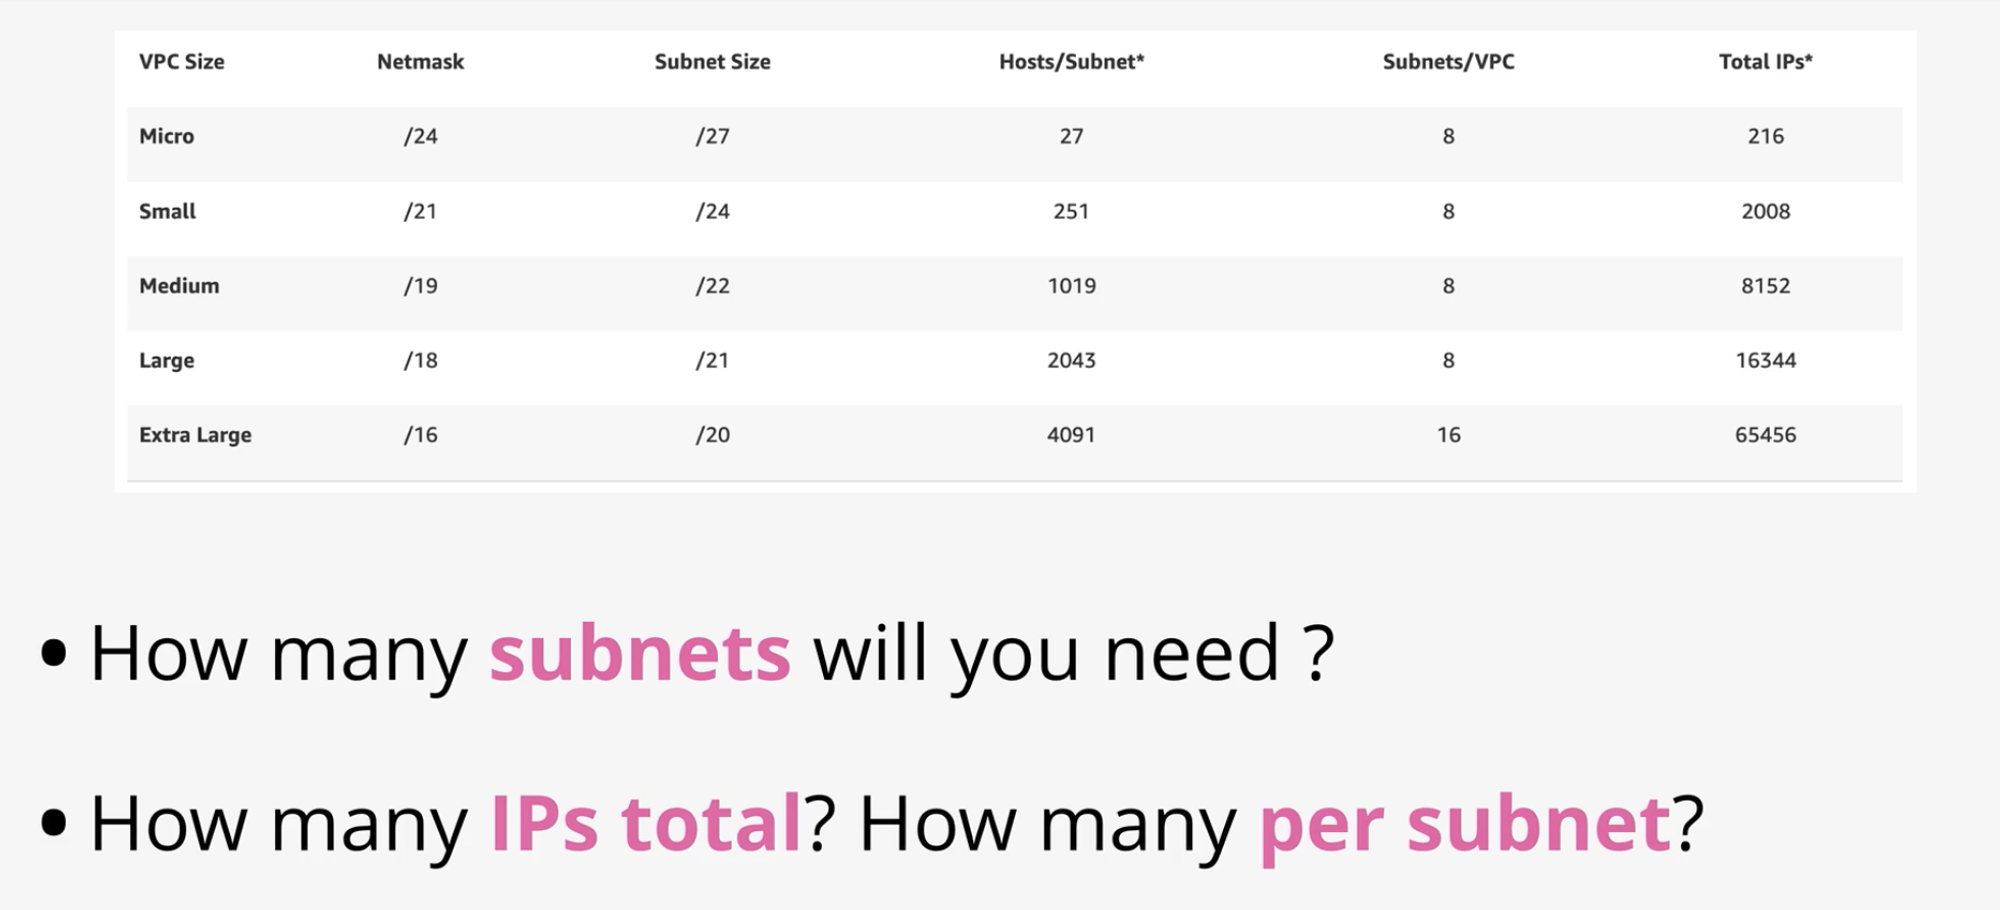 VPC Size Netmask Subnet Size Hosts/Subnet* Subnets/VPC Total IPs*
Micro /24 /27 27 8 216
Small /21 /24 251 8 2008
Medium /19 /22 1019 8 8152
Large /18 /21 2043 8 16344
Extra Large /16 /20 4091 16 65456
• How many subnets will you need ?
• How many IPs total? How many per subnet?